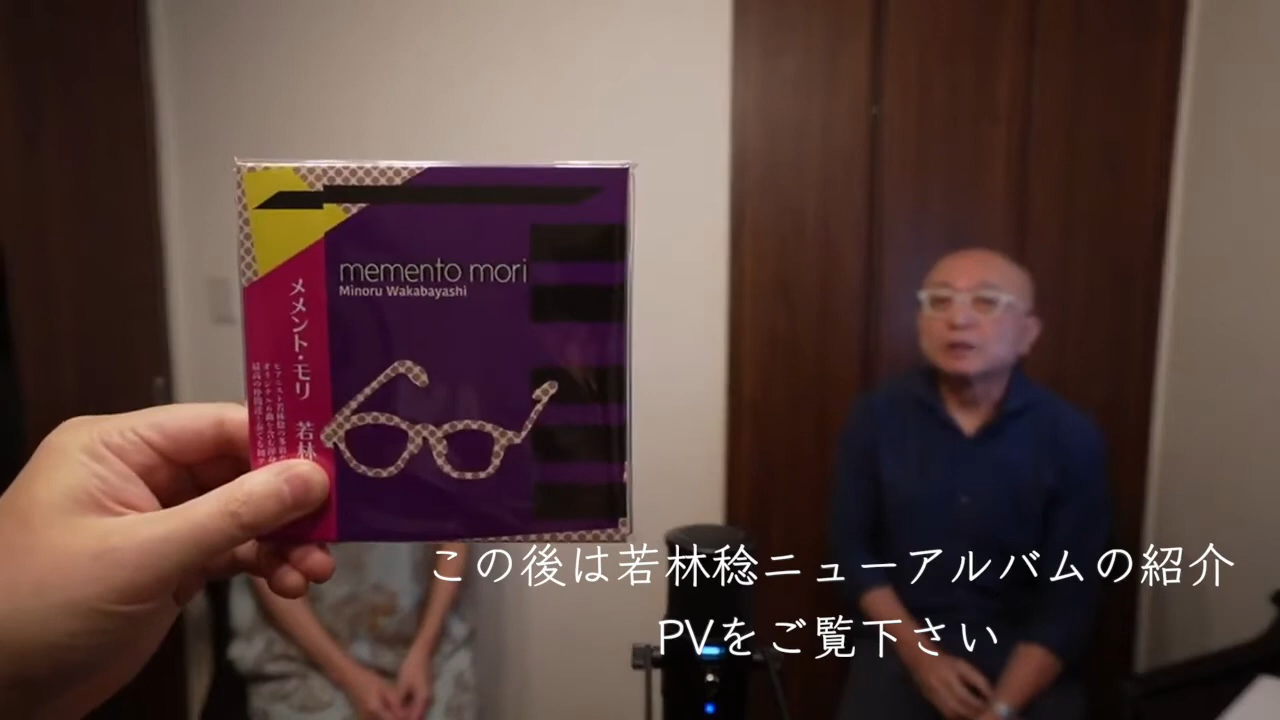 memento mori
Minoru Wakabayashi
メメント・モリ 若林
この後は若林稔ニューアルバムの紹介
PVをご覧下さい